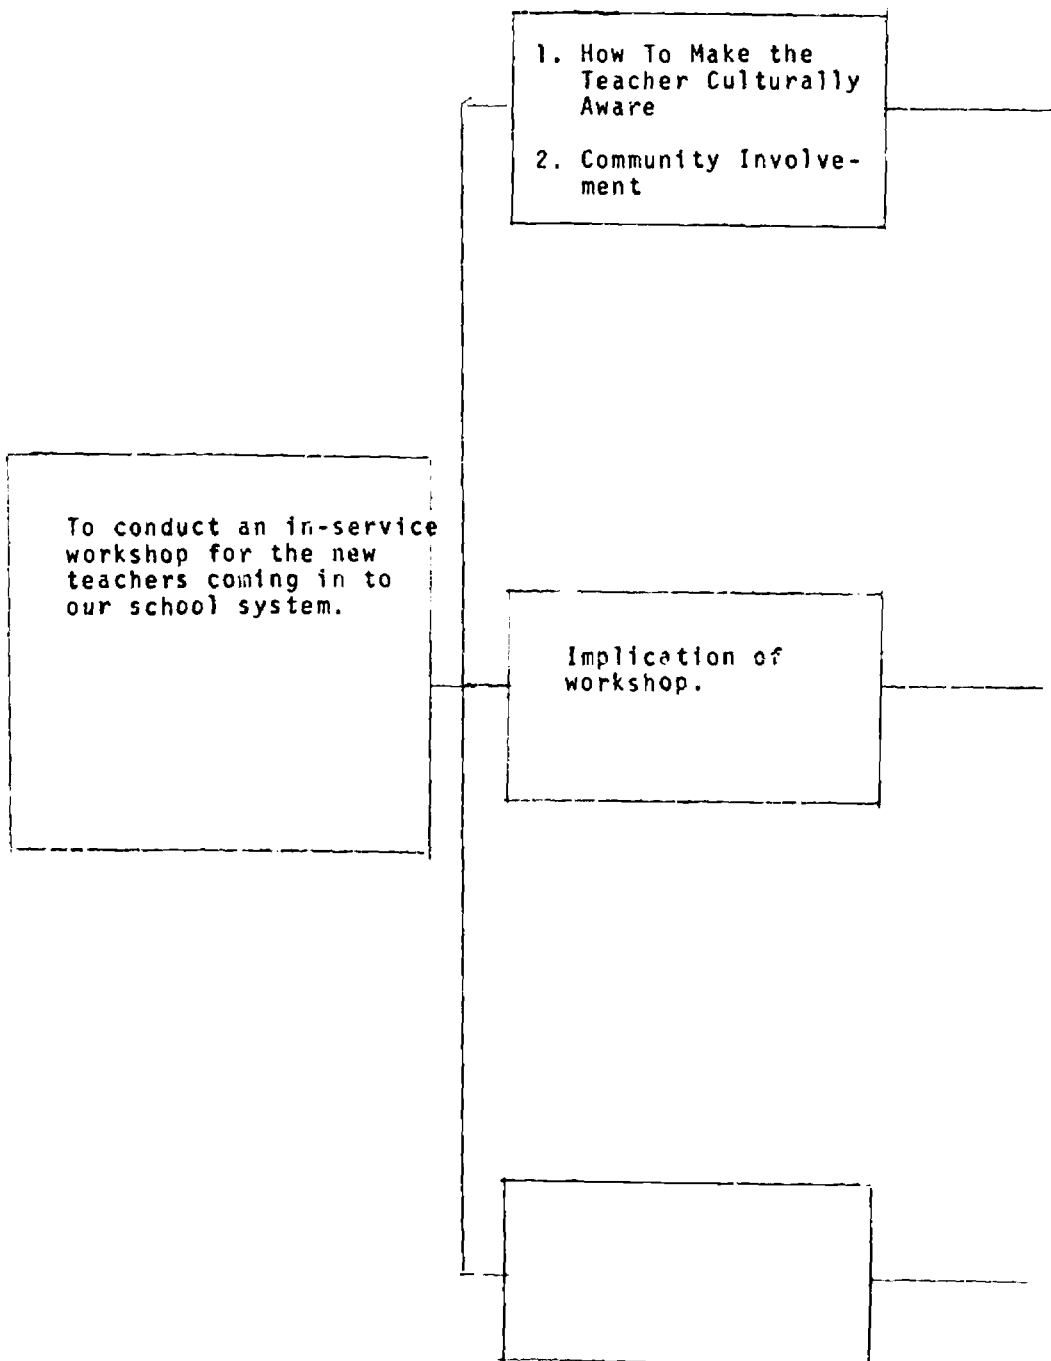 1. How To Make the
Teacher Culturally
Aware
2. Community Involve-
ment
To conduct an in-service
workshop for the new
teachers coming in to
our school system.
Implication of
workshop.